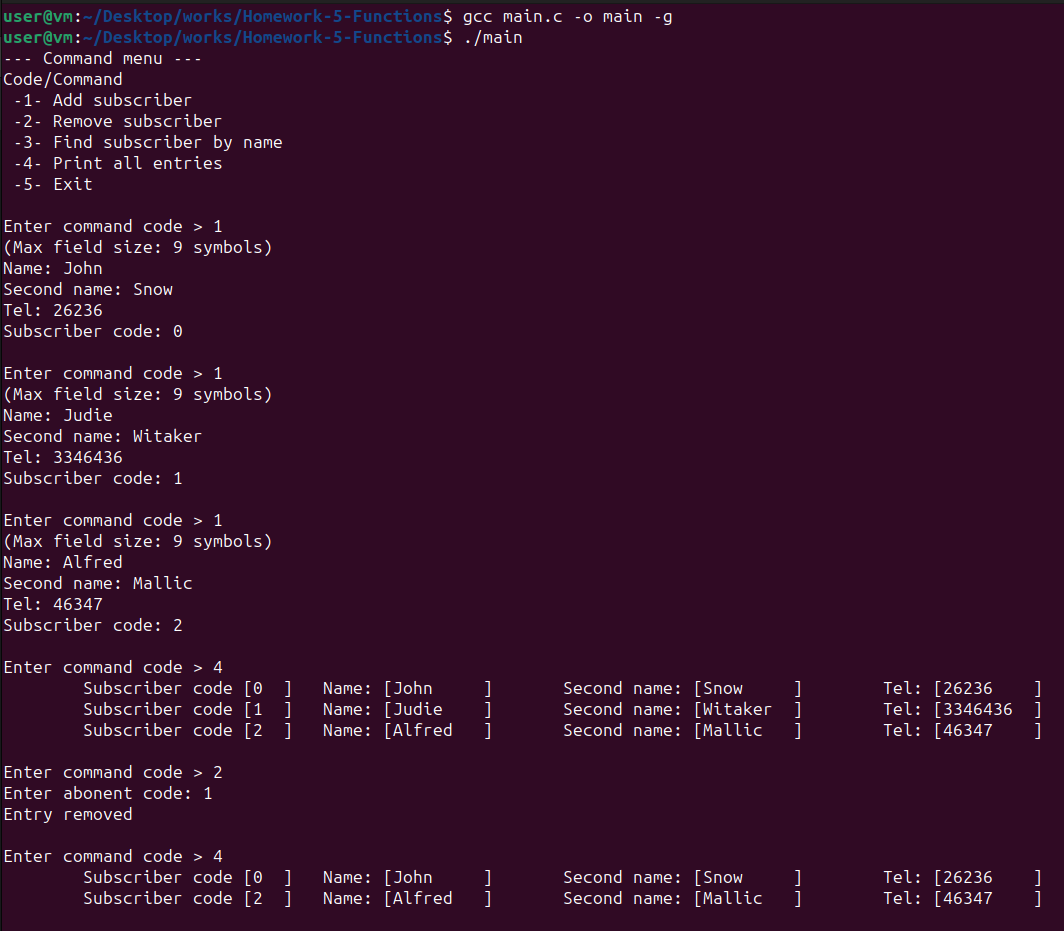 user@vm:~/Desktop/works/Homework-5-Functions$ gcc main.c -o main -g
user@vm:~/Desktop/works/Homework-5-Functions$ ./main
--- Command menu ---
Code/Command
 -1- Add subscriber
 -2- Remove subscriber
 -3- Find subscriber by name
 -4- Print all entries
 -5- Exit

Enter command code > 1
(Max field size: 9 symbols)
Name: John
Second name: Snow
Tel: 26236
Subscriber code: 0

Enter command code > 1
(Max field size: 9 symbols)
Name: Judie
Second name: Witaker
Tel: 3346436
Subscriber code: 1

Enter command code > 1
(Max field size: 9 symbols)
Name: Alfred
Second name: Mallic
Tel: 46347
Subscriber code: 2

Enter command code > 4
        Subscriber code [0  ]   Name: [John     ]       Second name: [Snow     ]        Tel: [26236    ]
        Subscriber code [1  ]   Name: [Judie    ]       Second name: [Witaker  ]        Tel: [3346436  ]
        Subscriber code [2  ]   Name: [Alfred   ]       Second name: [Mallic   ]        Tel: [46347    ]

Enter command code > 2
Enter abonent code: 1
Entry removed

Enter command code > 4
        Subscriber code [0  ]   Name: [John     ]       Second name: [Snow     ]        Tel: [26236    ]
        Subscriber code [2  ]   Name: [Alfred   ]       Second name: [Mallic   ]        Tel: [46347    ]